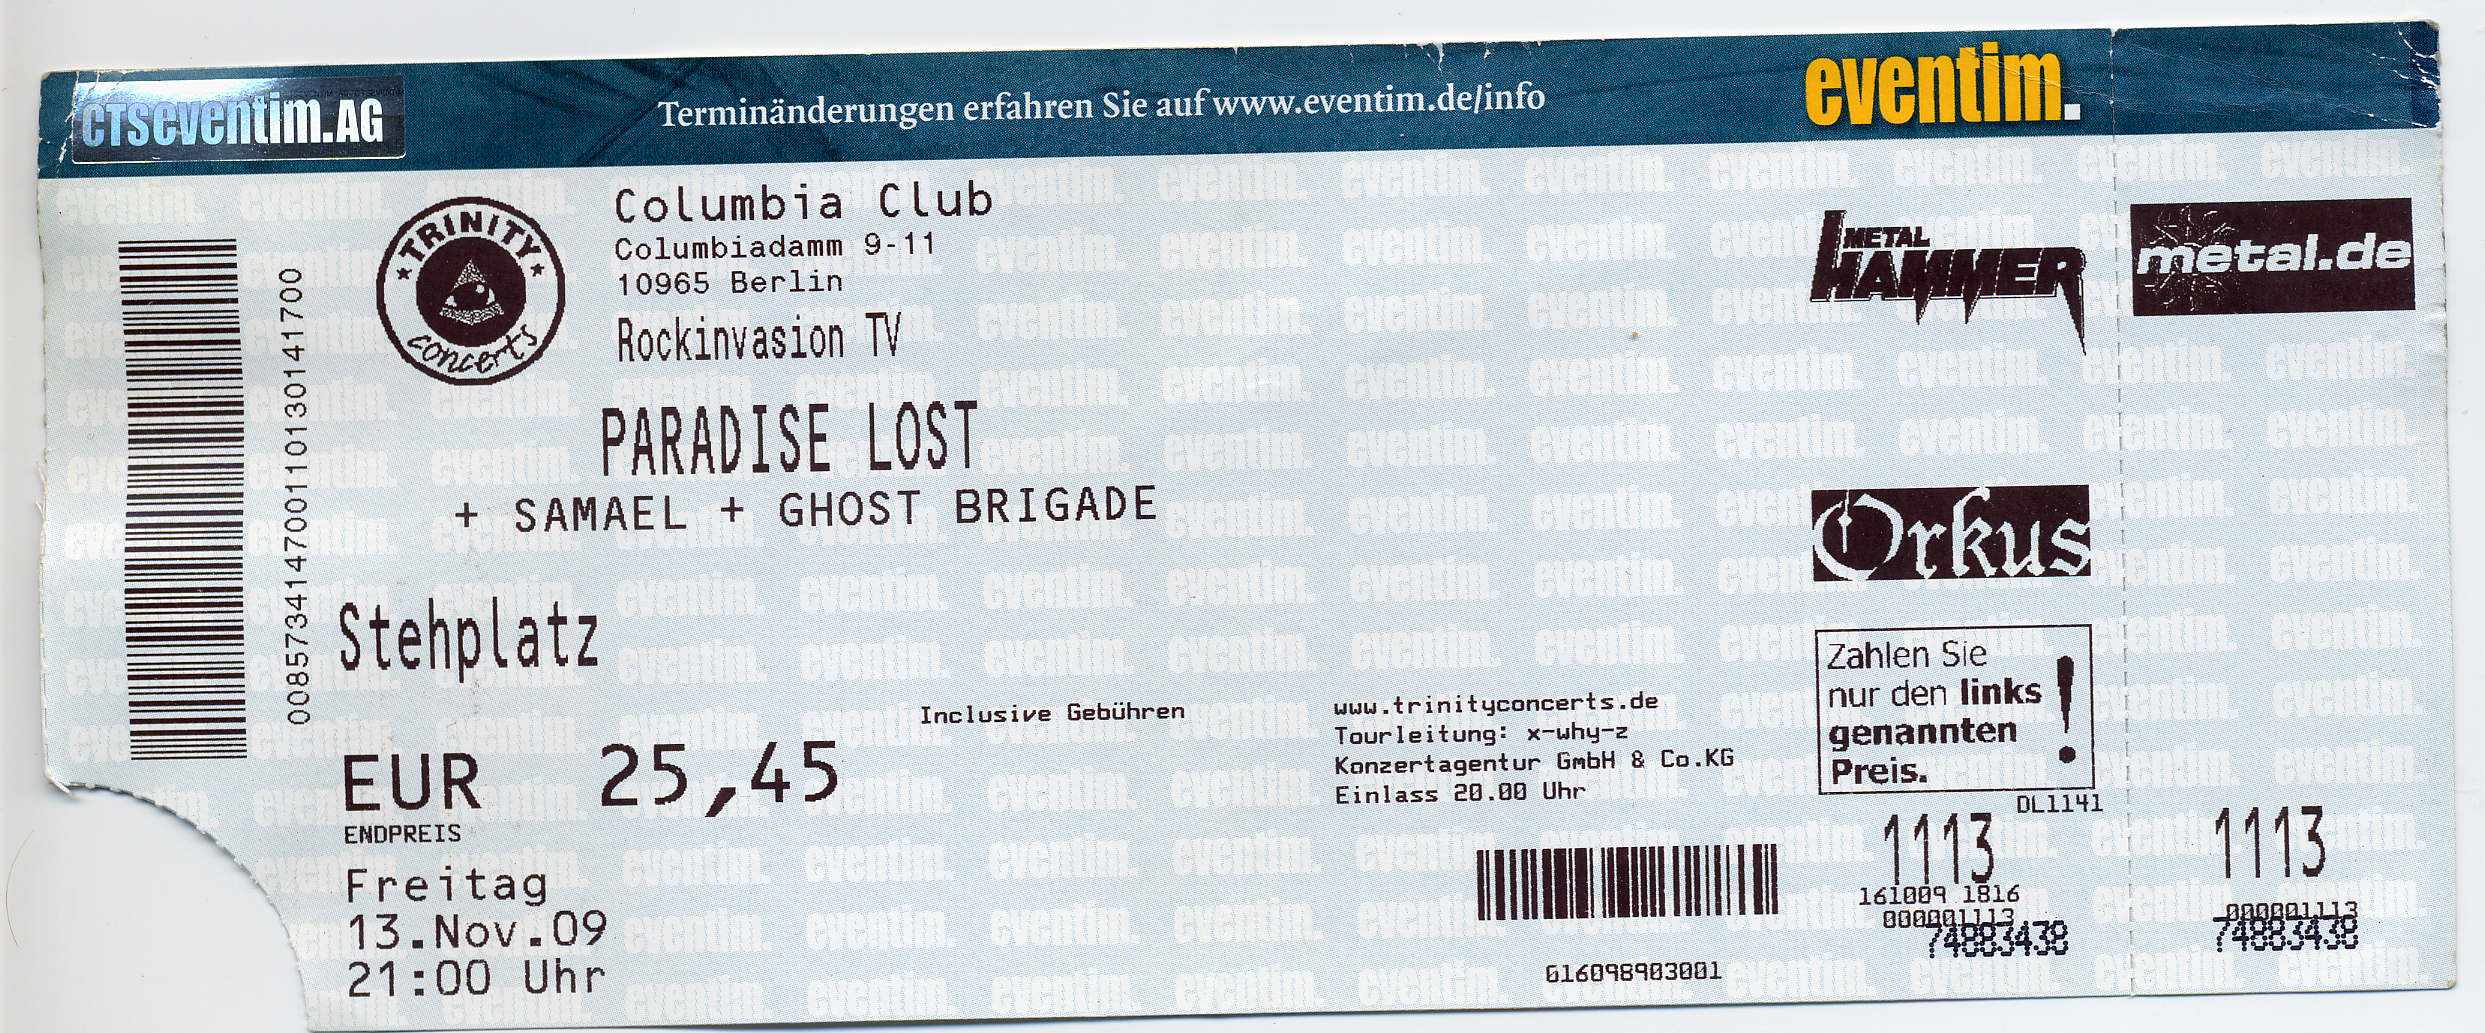 CTSeventim.AG
Terminänderungen erfahren Sie auf www.eventim.de/info
eventim.
TRINITY
concerts
Columbia Club
Columbiadamm 9-11
10965 Berlin
Rockinvasion TV
PARADISE LOST
+ SAMAEL + GHOST BRIGADE
Stehplatz
Inclusive Gebühren
EUR 25,45
ENDPREIS
Freitag
13.Nov.09
21:00 Uhr
www.trinityconcerts.de
Tourleitung: x-why-z
Konzertagentur GmbH & Co.KG
Einlass 20.00 Uhr
016098903001
METAL
HAMMER
metal.de
Orkus
Zahlen Sie
nur den links
genannten
Preis.
!
DL1141
1113
161009 1816
000001113
74883438
1113
000001113
74883438